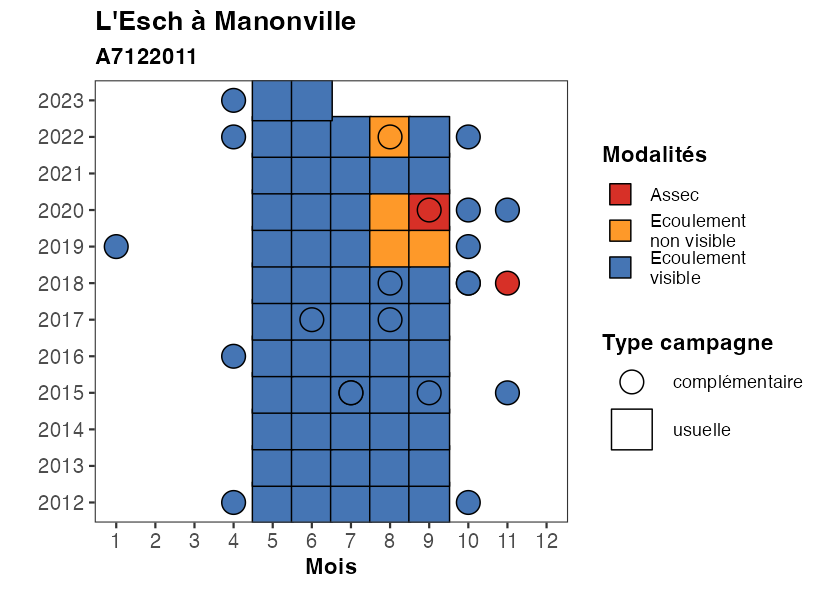 L'Esch à Manonville
A7122011
2023
2022
2021
2020
2019
2018
2017
2016
2015
2014
2013
2012
1 2 3 4 5 6 7 8 9 10 11 12
Mois
Modalités
Assec
Ecoulement
non visible
Ecoulement
visible
Type campagne
complémentaire
usuelle